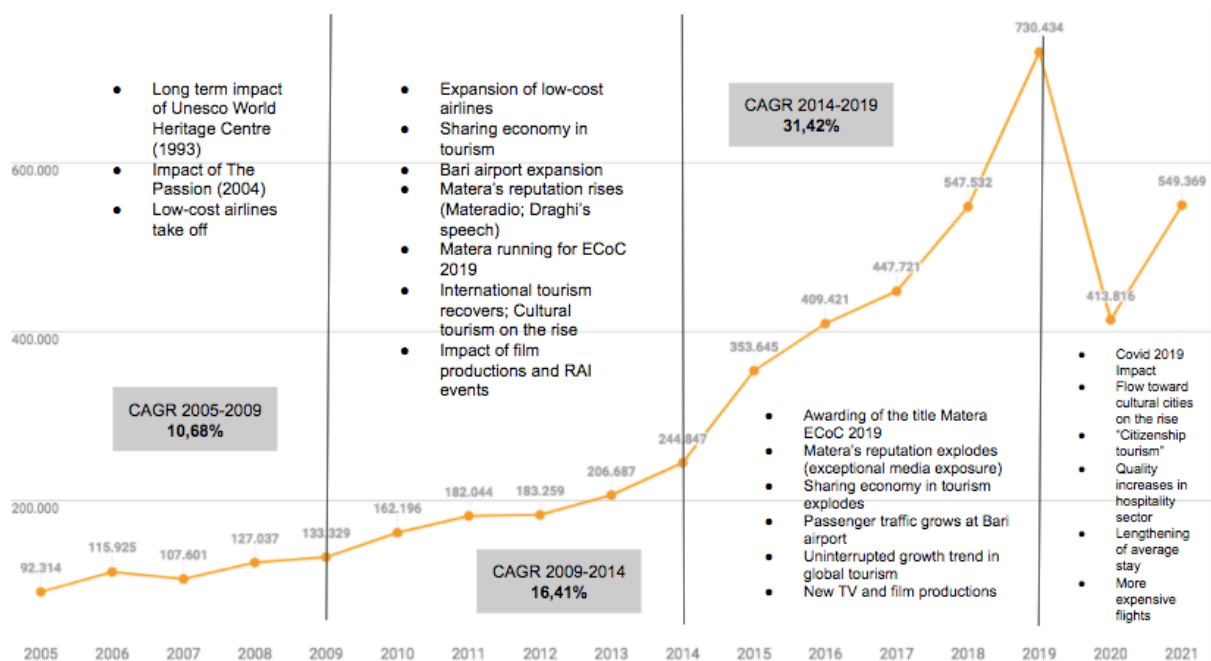 730.434
● Long term impact
of Unesco World
Heritage Centre
(1993)
● Impact of The
Passion (2004)
● Low-cost airlines
take off
● Expansion of low-cost
airlines
● Sharing economy in
tourism
● Bari airport expansion
● Matera's reputation rises
(Materadio; Draghi's
speech)
● Matera running for ECoC
2019
● International tourism
recovers; Cultural
tourism on the rise
● Impact of film
productions and RAI
events
CAGR 2014-2019
31,42%
600.000
547.532
549.369
447.721
409.421
413.816
400.000
353.645
CAGR 2005-2009
10,68%
● Covid 2019
Impact
● Flow toward
cultural cities
on the rise
● "Citizenship
tourism"
● Quality
increases in
hospitality
sector
● Lengthening
of average
stay
● More
expensive
flights
● Awarding of the title Matera
ECoC 2019
● Matera's reputation explodes
(exceptional media exposure)
● Sharing economy in tourism
explodes
● Passenger traffic grows at Bari
airport
● Uninterrupted growth trend in
global tourism
● New TV and film productions
244.847
206.687
200.000
182.044
183.259
162.196
133.329
127.037
115.925
107.601
92.314
CAGR 2009-2014
16,41%
2005 2006 2007 2008 2009 2010 2011 2012 2013 2014 2015 2016 2017 2018 2019 2020 2021